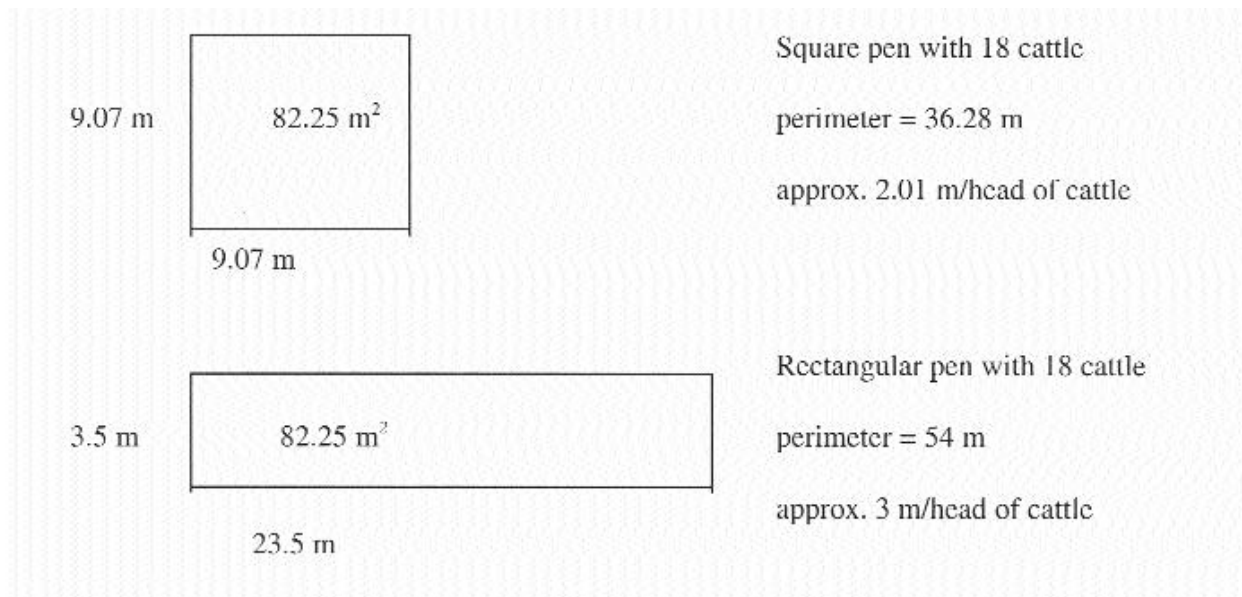 Square pen with 18 cattle
9.07 m
82.25 m²
perimeter = 36.28 m
approx. 2.01 m/head of cattle
9.07 m
Rectangular pen with 18 cattle
3.5 m
82.25 m²
perimeter = 54 m
approx. 3 m/head of cattle
23.5 m